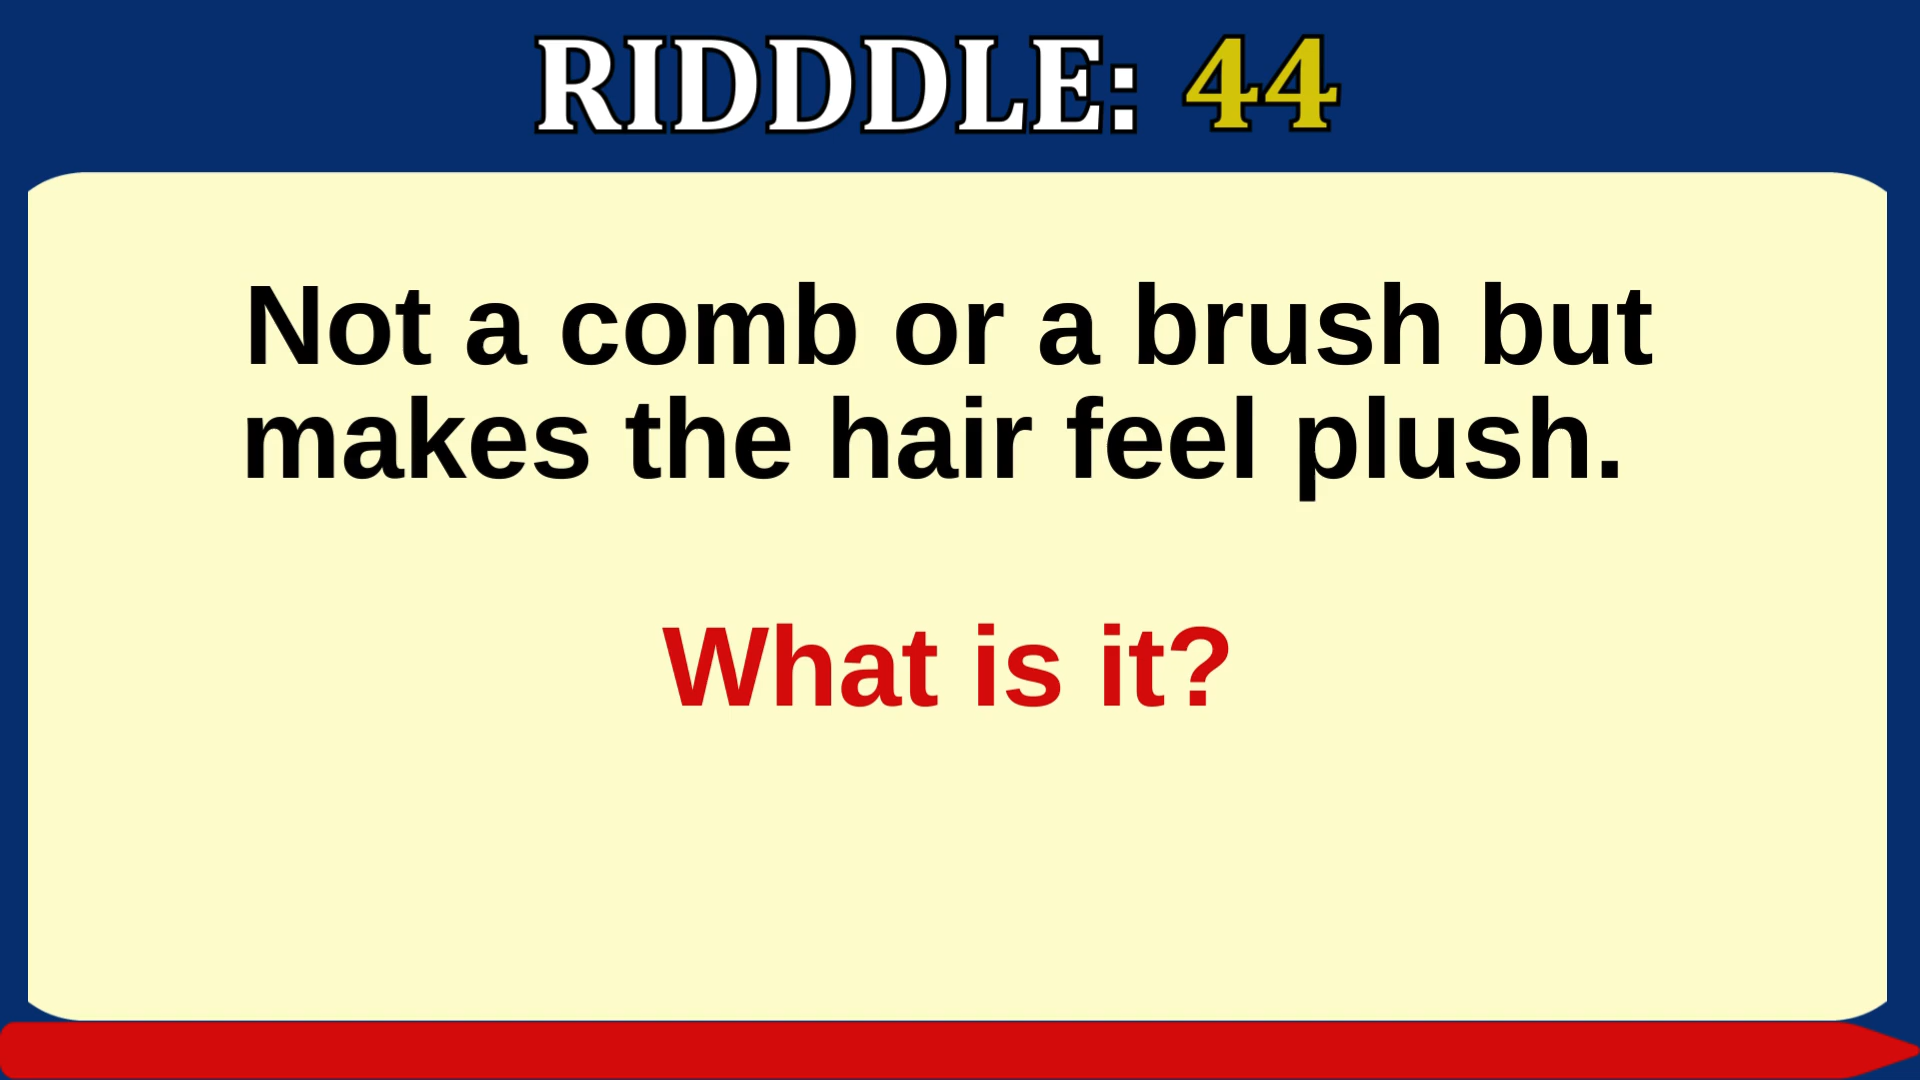 RIDDDLE: 44
Not a comb or a brush but
makes the hair feel plush.
What is it?